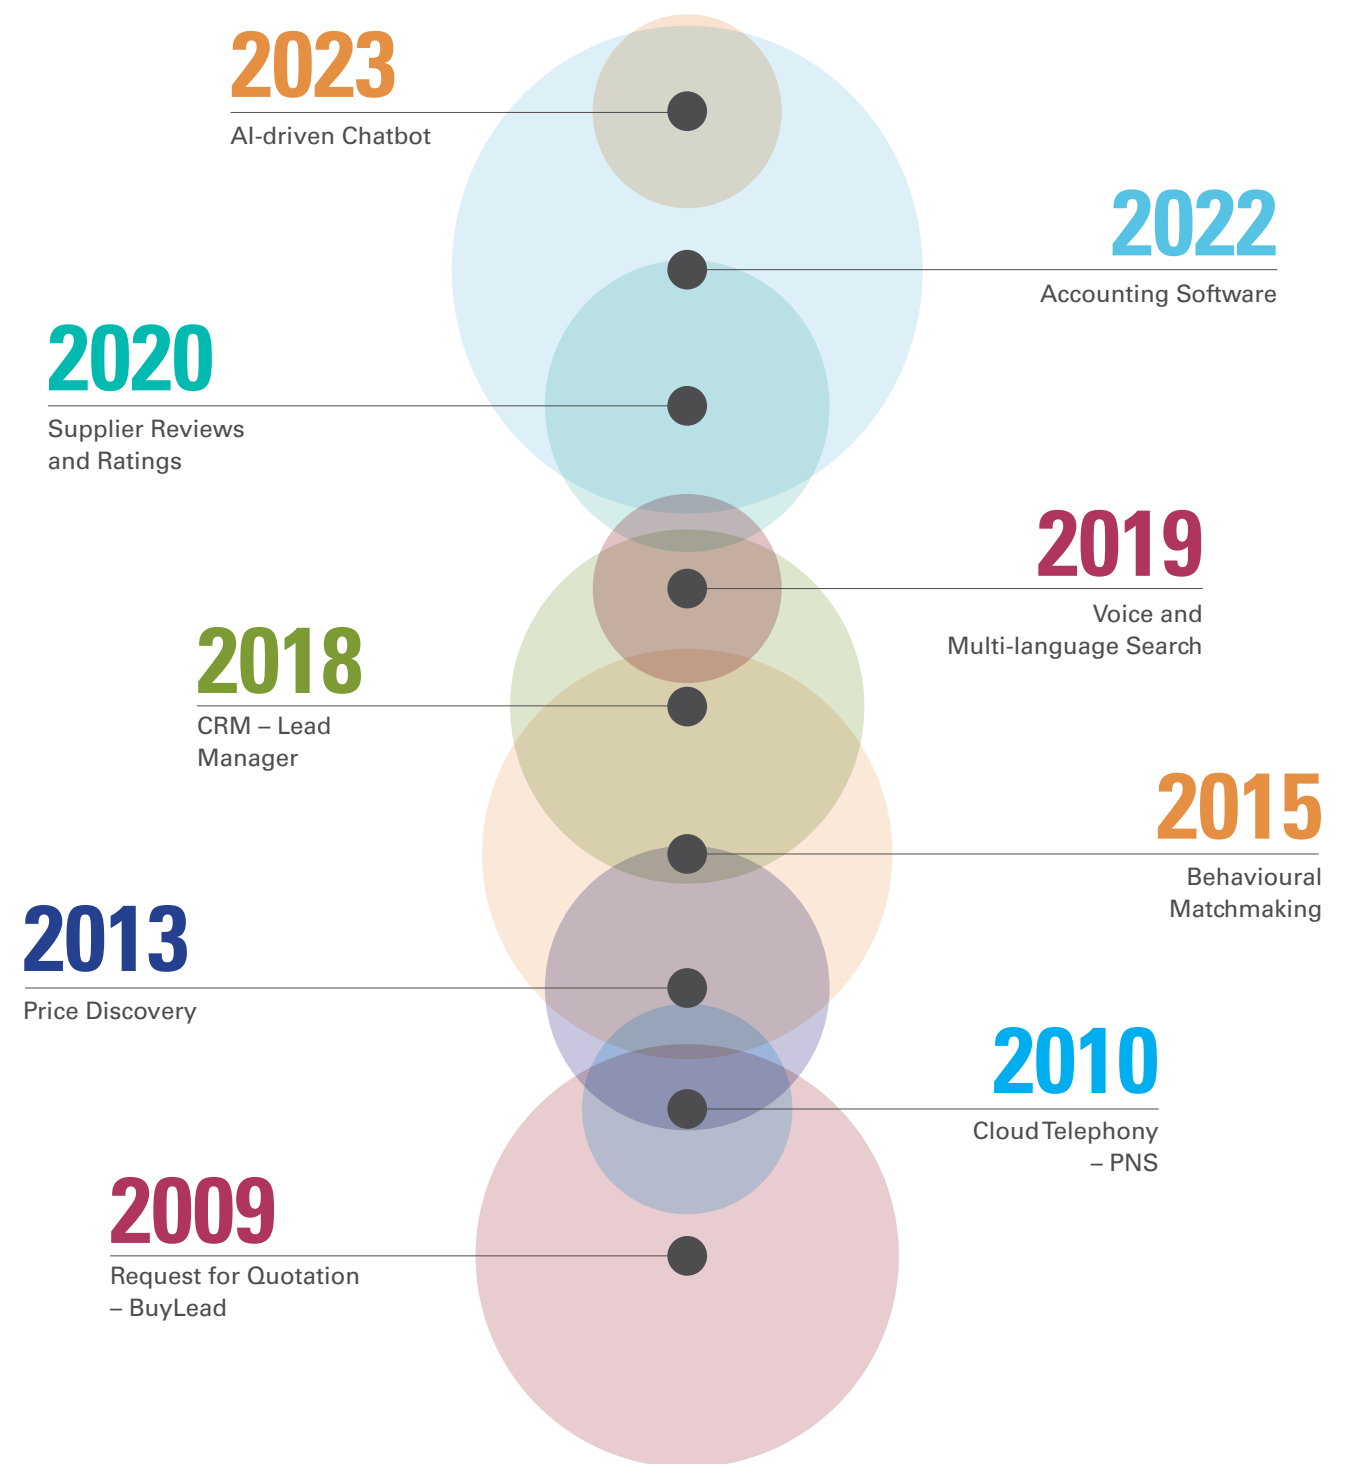 2023
AI-driven Chatbot
2022
Accounting Software
2020
Supplier Reviews
and Ratings
2019
Voice and
Multi-language Search
2018
CRM – Lead
Manager
2015
Behavioural
Matchmaking
2013
Price Discovery
2010
Cloud Telephony
– PNS
2009
Request for Quotation
– BuyLead